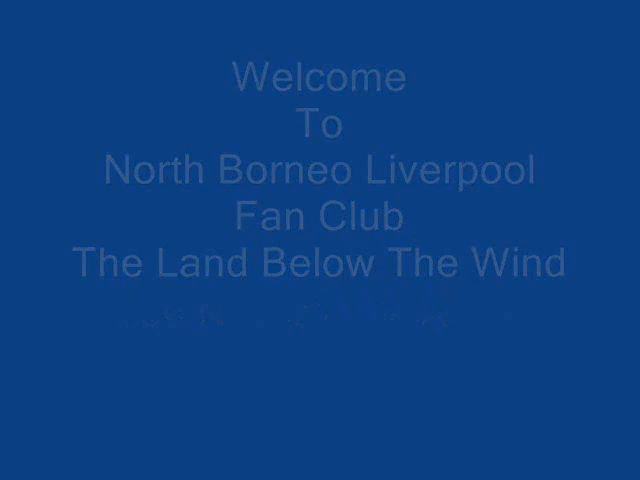 Welcome
To
North Borneo Liverpool
Fan Club
The Land Below The Wind